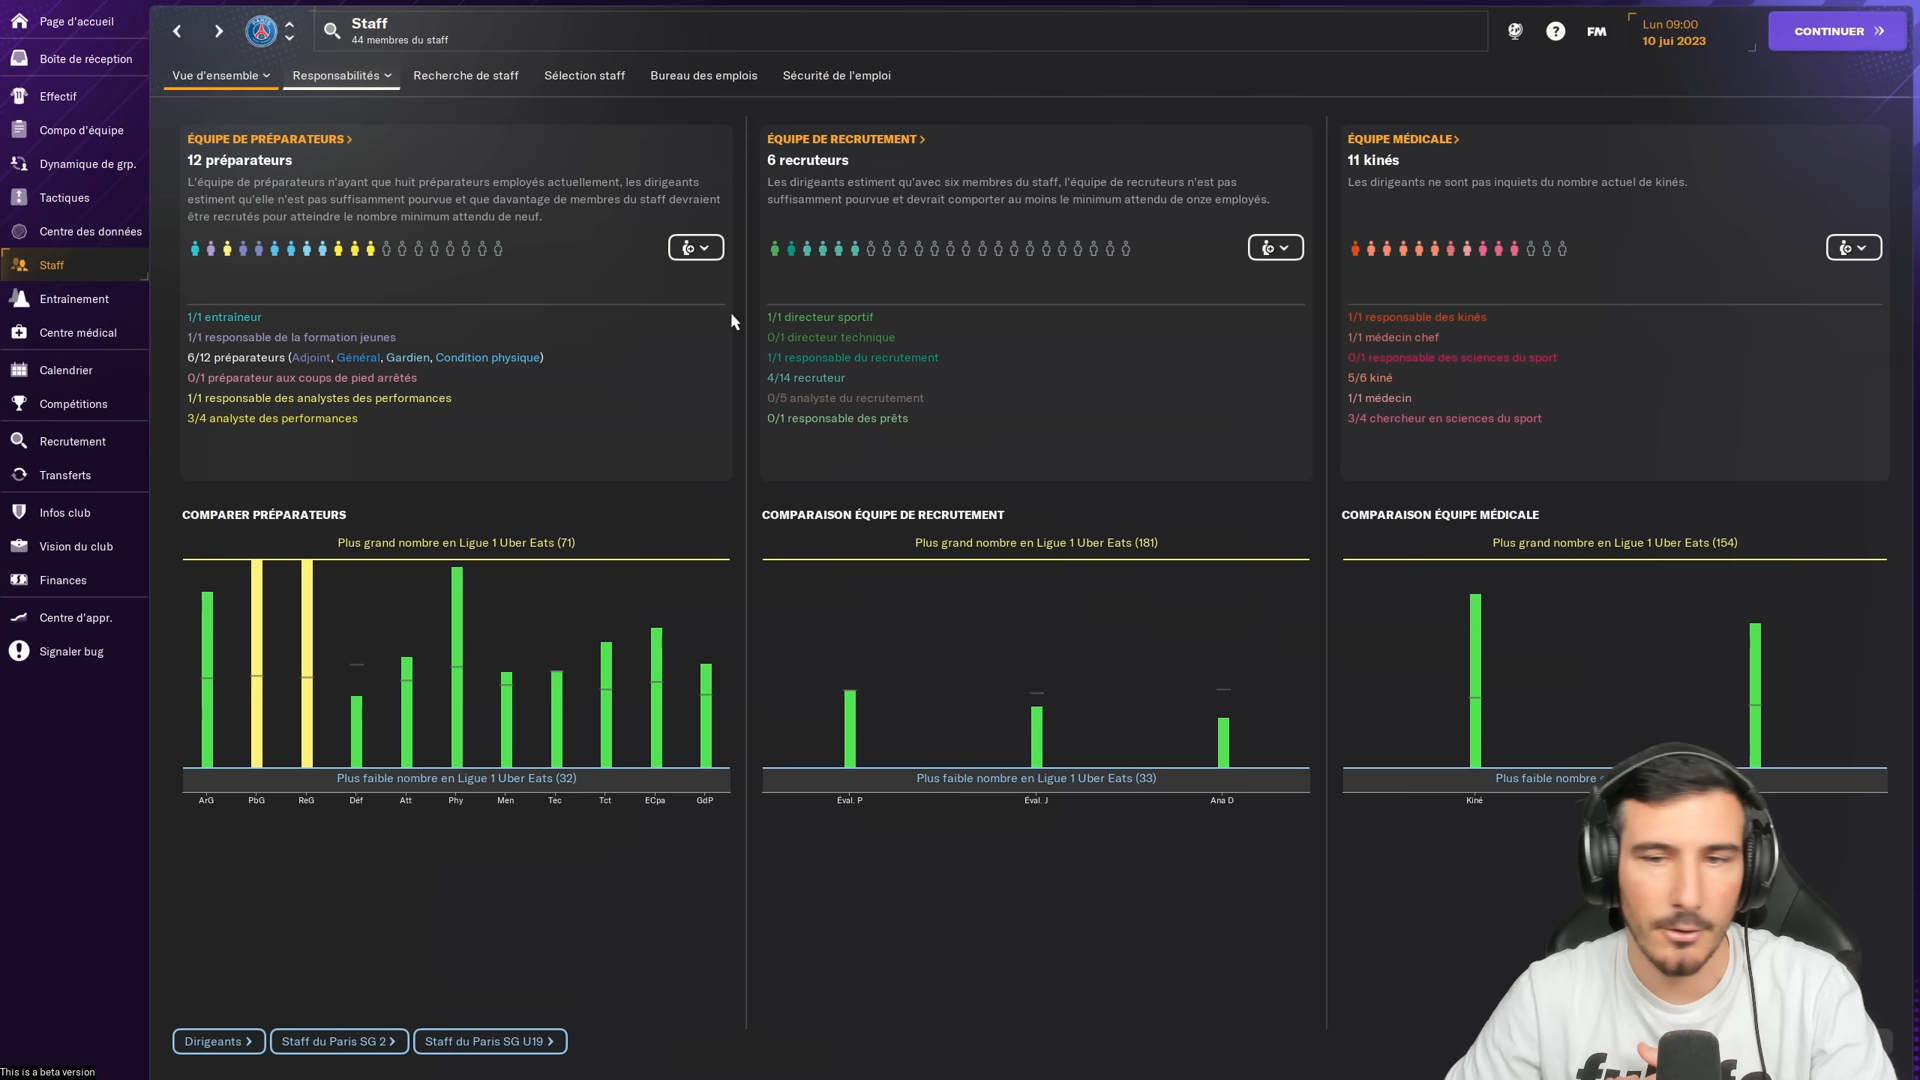 Page d'accueil
Boîte de réception
Effectif
Compo d'équipe
Dynamique de grp.
Tactiques
Centre des données
Staff
Entraînement
Centre médical
Calendrier
Compétitions
Recrutement
Transferts
Infos club
Vision du club
Finances
Centre d'appr.
Signaler bug
This is a beta version
Staff
44 membres du staff
FM
Lun 09:00
10 jui 2023
CONTINUER
Vue d'ensemble
Responsabilités
Recherche de staff
Sélection staff
Bureau des emplois
Sécurité de l'emploi
ÉQUIPE DE PRÉPARATEURS >
12 préparateurs
L'équipe de préparateurs n'ayant que huit préparateurs employés actuellement, les dirigeants
estiment qu'elle n'est pas suffisamment pourvue et que davantage de membres du staff devraient
être recrutés pour atteindre le nombre minimum attendu de neuf.
1/1 entraîneur
1/1 responsable de la formation jeunes
6/12 préparateurs (Adjoint, Général, Gardien, Condition physique)
0/1 préparateur aux coups de pied arrêtés
1/1 responsable des analystes des performances
3/4 analyste des performances
ÉQUIPE DE RECRUTEMENT >
6 recruteurs
Les dirigeants estiment qu'avec six membres du staff, l'équipe de recruteurs n'est pas
suffisamment pourvue et devrait comporter au moins le minimum attendu de onze employés.
1/1 directeur sportif
0/1 directeur technique
1/1 responsable du recrutement
4/14 recruteur
0/5 analyste du recrutement
0/1 responsable des prêts
ÉQUIPE MÉDICALE >
11 kinés
Les dirigeants ne sont pas inquiets du nombre actuel de kinés.
1/1 responsable des kinés
1/1 médecin chef
0/1 responsable des sciences du sport
5/6 kiné
1/1 médecin
3/4 chercheur en sciences du sport
COMPARER PRÉPARATEURS
Plus grand nombre en Ligue 1 Uber Eats (71)
Plus faible nombre en Ligue 1 Uber Eats (32)
ArG PbG ReG Déf Att Phy Men Tec Tct ECpa GdP
COMPARAISON ÉQUIPE DE RECRUTEMENT
Plus grand nombre en Ligue 1 Uber Eats (181)
Plus faible nombre en Ligue 1 Uber Eats (33)
Éval. P Éval. J Ana D
COMPARAISON ÉQUIPE MÉDICALE
Plus grand nombre en Ligue 1 Uber Eats (154)
Plus faible nombre
Kiné
Dirigeants >
Staff du Paris SG 2 >
Staff du Paris SG U19 >